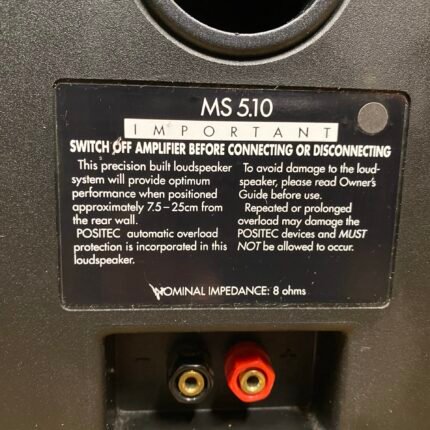 MS 5.10
IMPORTANT
SWITCH OFF AMPLIFIER BEFORE CONNECTING OR DISCONNECTING
This precision built loudspeaker
system will provide optimum
performance when positioned
approximately 7.5 – 25cm from
the rear wall.
POSITEC automatic overload
protection is incorporated in this
loudspeaker.
To avoid damage to the loud-
speaker, please read Owner's
Guide before use.
Repeated or prolonged
overload may damage the
POSITEC devices and MUST
NOT be allowed to occur.
NOMINAL IMPEDANCE: 8 ohms
- +